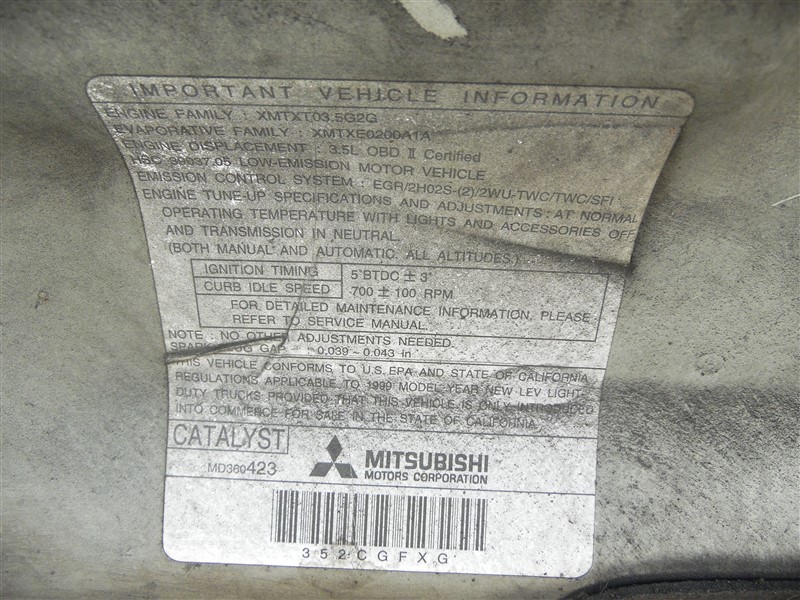 IMPORTANT VEHICLE INFORMATION
ENGINE FAMILY : XMTXT03.5G2G
EVAPORATIVE FAMILY : XMTXE0200A1A
ENGINE DISPLACEMENT : 3.5L OBD Ⅱ Certified
HSC 39037.05 LOW-EMISSION MOTOR VEHICLE
EMISSION CONTROL SYSTEM : EGR/2HO2S-(2)/2WU-TWC/TWC/SFI
ENGINE TUNE-UP SPECIFICATIONS AND ADJUSTMENTS : AT NORMAL
OPERATING TEMPERATURE WITH LIGHTS AND ACCESSORIES OFF
AND TRANSMISSION IN NEUTRAL.
(BOTH MANUAL AND AUTOMATIC. ALL ALTITUDES.)
IGNITION TIMING 5°BTDC ± 3°
CURB IDLE SPEED 700 ± 100 RPM
FOR DETAILED MAINTENANCE INFORMATION, PLEASE
REFER TO SERVICE MANUAL.
NOTE : NO OTHER ADJUSTMENTS NEEDED.
SPARK PLUG GAP : 0.039 ~ 0.043 in
THIS VEHICLE CONFORMS TO U.S. EPA AND STATE OF CALIFORNIA
REGULATIONS APPLICABLE TO 1999 MODEL YEAR NEW LEV LIGHT-
DUTY TRUCKS PROVIDED THAT THIS VEHICLE IS ONLY INTRODUCED
INTO COMMERCE FOR SALE IN THE STATE OF CALIFORNIA.
CATALYST
MD360423
MITSUBISHI
MOTORS CORPORATION
352CGFXG